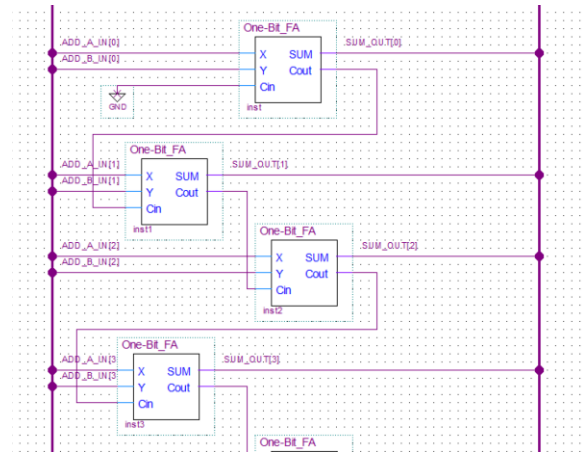 One-Bit_FA
ADD_A_IN[0]
SUM_OUT[0]
X SUM
ADD_B_IN[0]
Y Cout
Cin
GND
inst
One-Bit_FA
ADD_A_IN[1]
SUM_OUT[1]
X SUM
ADD_B_IN[1]
Y Cout
Cin
inst1
One-Bit_FA
ADD_A_IN[2]
SUM_OUT[2]
X SUM
ADD_B_IN[2]
Y Cout
Cin
inst2
One-Bit_FA
ADD_A_IN[3
SUM_OUT[3]
X SUM
ADD_B_IN[3
Y Cout
Cin
inst3
One-Bit_FA